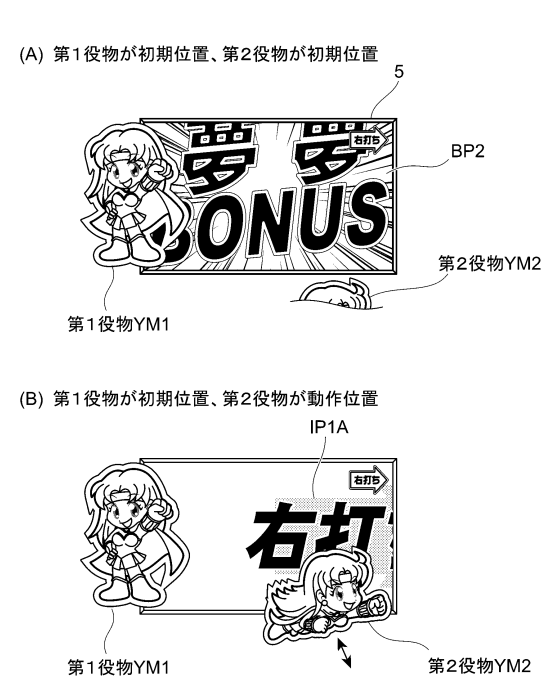 (A) 第１役物が初期位置、第２役物が初期位置
5
夢 夢
右打ち
BP2
BONUS
第２役物YM2
第１役物YM1
(B) 第１役物が初期位置、第２役物が動作位置
IP1A
右打ち
右打
第１役物YM1
第２役物YM2